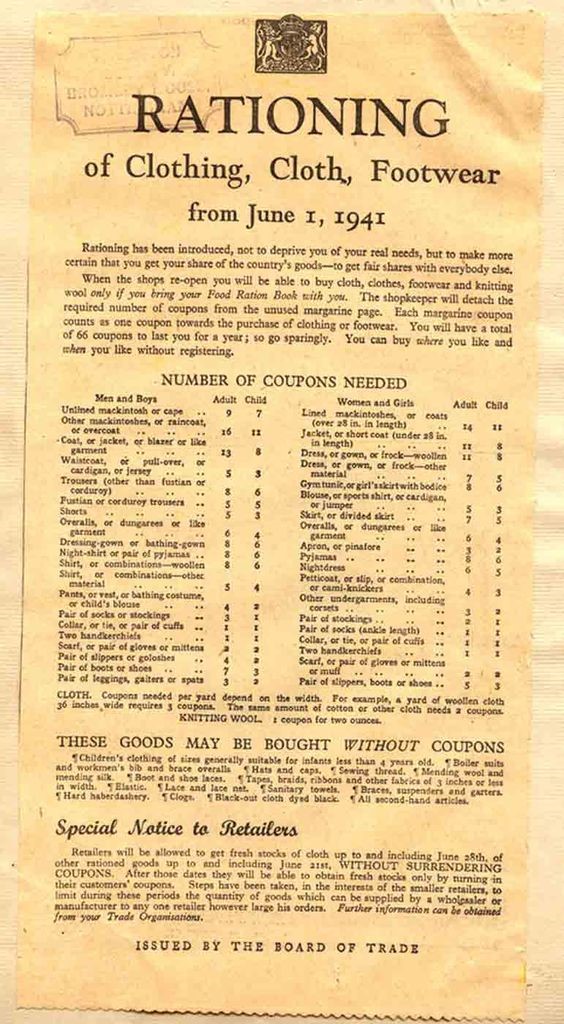 RATIONING
of Clothing, Cloth, Footwear
from June 1, 1941
Rationing has been introduced, not to deprive you of your real needs, but to make more
certain that you get your share of the country's goods—to get fair shares with everybody else.
When the shops re-open you will be able to buy cloth, clothes, footwear and knitting
wool only if you bring your Food Ration Book with you. The shopkeeper will detach the
required number of coupons from the unused margarine page. Each margarine coupon
counts as one coupon towards the purchase of clothing or footwear. You will have a total
of 66 coupons to last you for a year; so go sparingly. You can buy where you like and
when you like without registering.
NUMBER OF COUPONS NEEDED
Men and Boys Adult Child
Unlined mackintosh or cape .. 9 7
Other mackintoshes, or raincoat,
or overcoat .. .. .. 16 11
Coat, or jacket, or blazer or like
garment .. .. .. 13 8
Waistcoat, or pull-over, or
cardigan, or jersey .. .. 5 3
Trousers (other than fustian or
corduroy) .. .. .. 8 6
Fustian or corduroy trousers .. 5 5
Shorts .. .. .. 5 3
Overalls, or dungarees or like
garment .. .. .. 6 4
Dressing-gown or bathing-gown 8 6
Night-shirt or pair of pyjamas .. 8 6
Shirt, or combinations—woollen 8 6
Shirt, or combinations—other
material .. .. .. 5 4
Pants, or vest, or bathing costume,
or child's blouse .. .. 4 2
Pair of socks or stockings .. 3 1
Collar, or tie, or pair of cuffs .. 1 1
Two handkerchiefs .. .. 1 1
Scarf, or pair of gloves or mittens 2 2
Pair of slippers or goloshes .. 4 2
Pair of boots or shoes .. .. 7 3
Pair of leggings, gaiters or spats 3 2
Women and Girls Adult Child
Lined mackintoshes, or coats
(over 28 in. in length) .. 14 11
Jacket, or short coat (under 28 in.
in length) .. .. .. 11 8
Dress, or gown, or frock—woollen 11 8
Dress, or gown, or frock—other
material .. .. .. 7 5
Gym tunic, or girl's skirt with bodice 8 6
Blouse, or sports shirt, or cardigan,
or jumper .. .. .. 5 3
Skirt, or divided skirt .. .. 7 5
Overalls, or dungarees or like
garment .. .. .. 6 4
Apron, or pinafore .. .. 3 2
Pyjamas .. .. .. 8 6
Nightdress .. .. .. 6 5
Petticoat, or slip, or combination,
or cami-knickers .. .. 4 3
Other undergarments, including
corsets .. .. .. 3 2
Pair of stockings .. .. 2 1
Pair of socks (ankle length) .. 1 1
Collar, or tie, or pair of cuffs .. 1 1
Two handkerchiefs .. .. 1 1
Scarf, or pair of gloves or mittens
or muff .. .. .. 2 2
Pair of slippers, boots or shoes .. 5 3
CLOTH. Coupons needed per yard depend on the width. For example, a yard of woollen cloth
36 inches wide requires 3 coupons. The same amount of cotton or other cloth needs 2 coupons.
KNITTING WOOL. 1 coupon for two ounces.
THESE GOODS MAY BE BOUGHT WITHOUT COUPONS
¶ Children's clothing of sizes generally suitable for infants less than 4 years old. ¶ Boiler suits
and workmen's bib and brace overalls. ¶ Hats and caps. ¶ Sewing thread. ¶ Mending wool and
mending silk. ¶ Boot and shoe laces. ¶ Tapes, braids, ribbons and other fabrics of 3 inches or less
in width. ¶ Elastic. ¶ Lace and lace net. ¶ Sanitary towels. ¶ Braces, suspenders and garters.
¶ Hard haberdashery. ¶ Clogs. ¶ Black-out cloth dyed black. ¶ All second-hand articles.
Special Notice to Retailers
Retailers will be allowed to get fresh stocks of cloth up to and including June 28th, of
other rationed goods up to and including June 21st, WITHOUT SURRENDERING
COUPONS. After those dates they will be able to obtain fresh stocks only by turning in
their customers' coupons. Steps have been taken, in the interests of the smaller retailers, to
limit during these periods the quantity of goods which can be supplied by a wholesaler or
manufacturer to any one retailer however large his orders. Further information can be obtained
from your Trade Organisations.
ISSUED BY THE BOARD OF TRADE